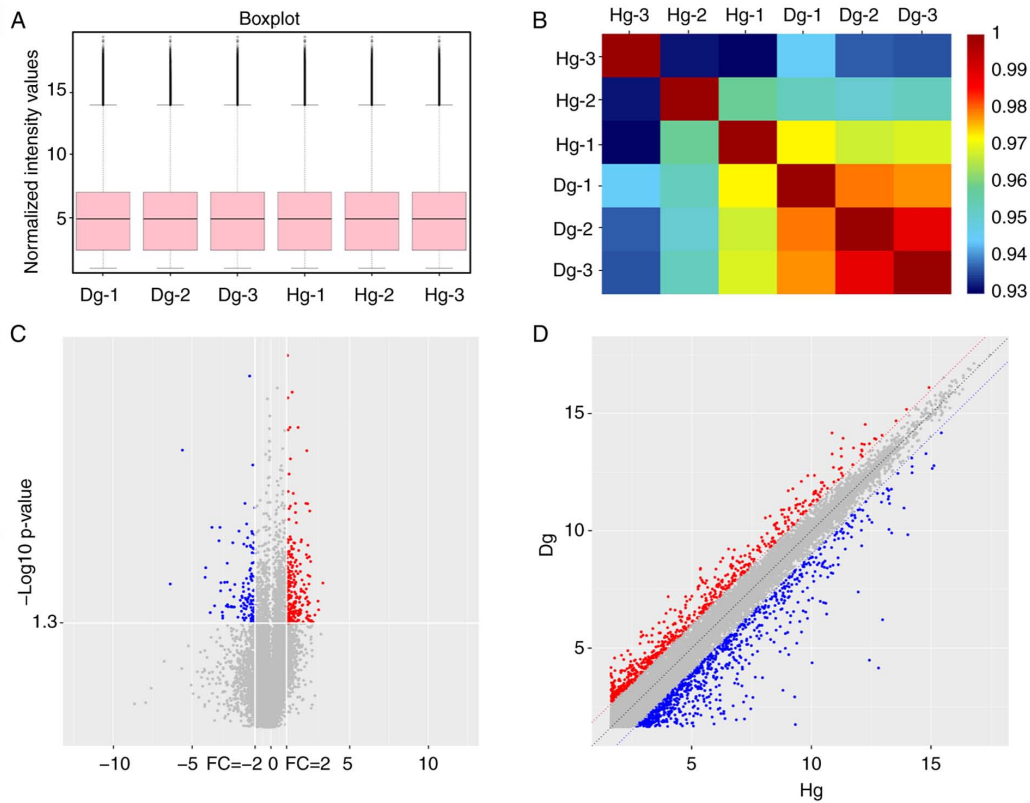 A
Boxplot
Normalized intensity values
15
10
5
Dg-1 Dg-2 Dg-3 Hg-1 Hg-2 Hg-3
B
Hg-3 Hg-2 Hg-1 Dg-1 Dg-2 Dg-3
Hg-3
Hg-2
Hg-1
Dg-1
Dg-2
Dg-3
1
0.99
0.98
0.97
0.96
0.95
0.94
0.93
C
−Log10 p-value
1.3
−10 −5 FC=−2 0 FC=2 5 10
D
Dg
15
10
5
5 10 15
Hg